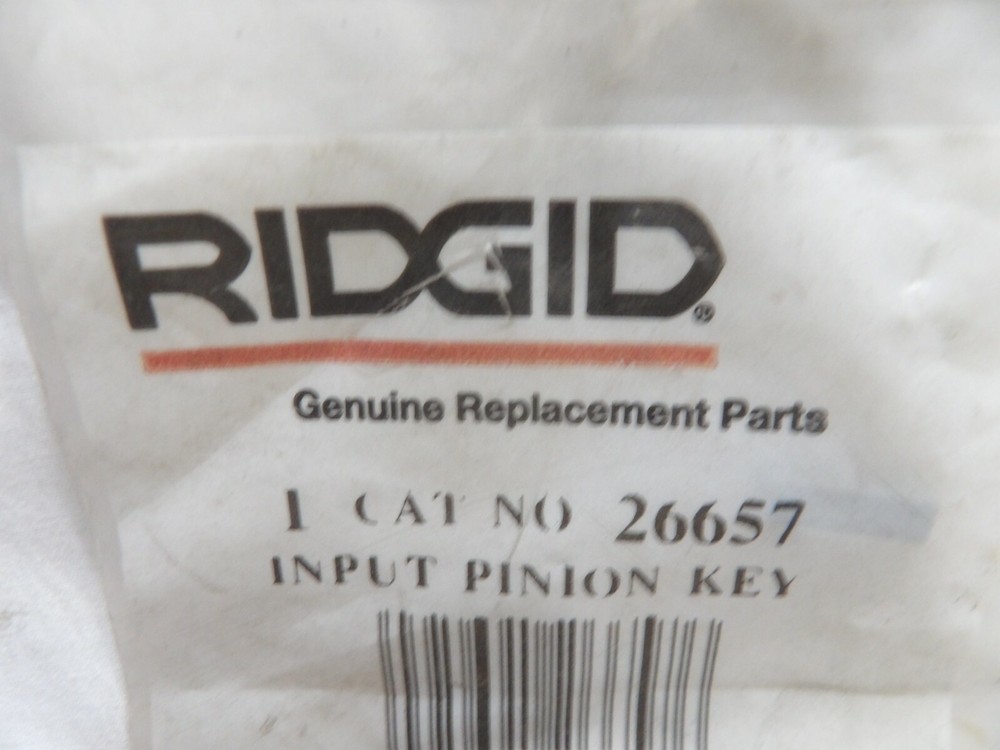 RIDGID®
Genuine Replacement Parts
1 CAT NO 26657
INPUT PINION KEY